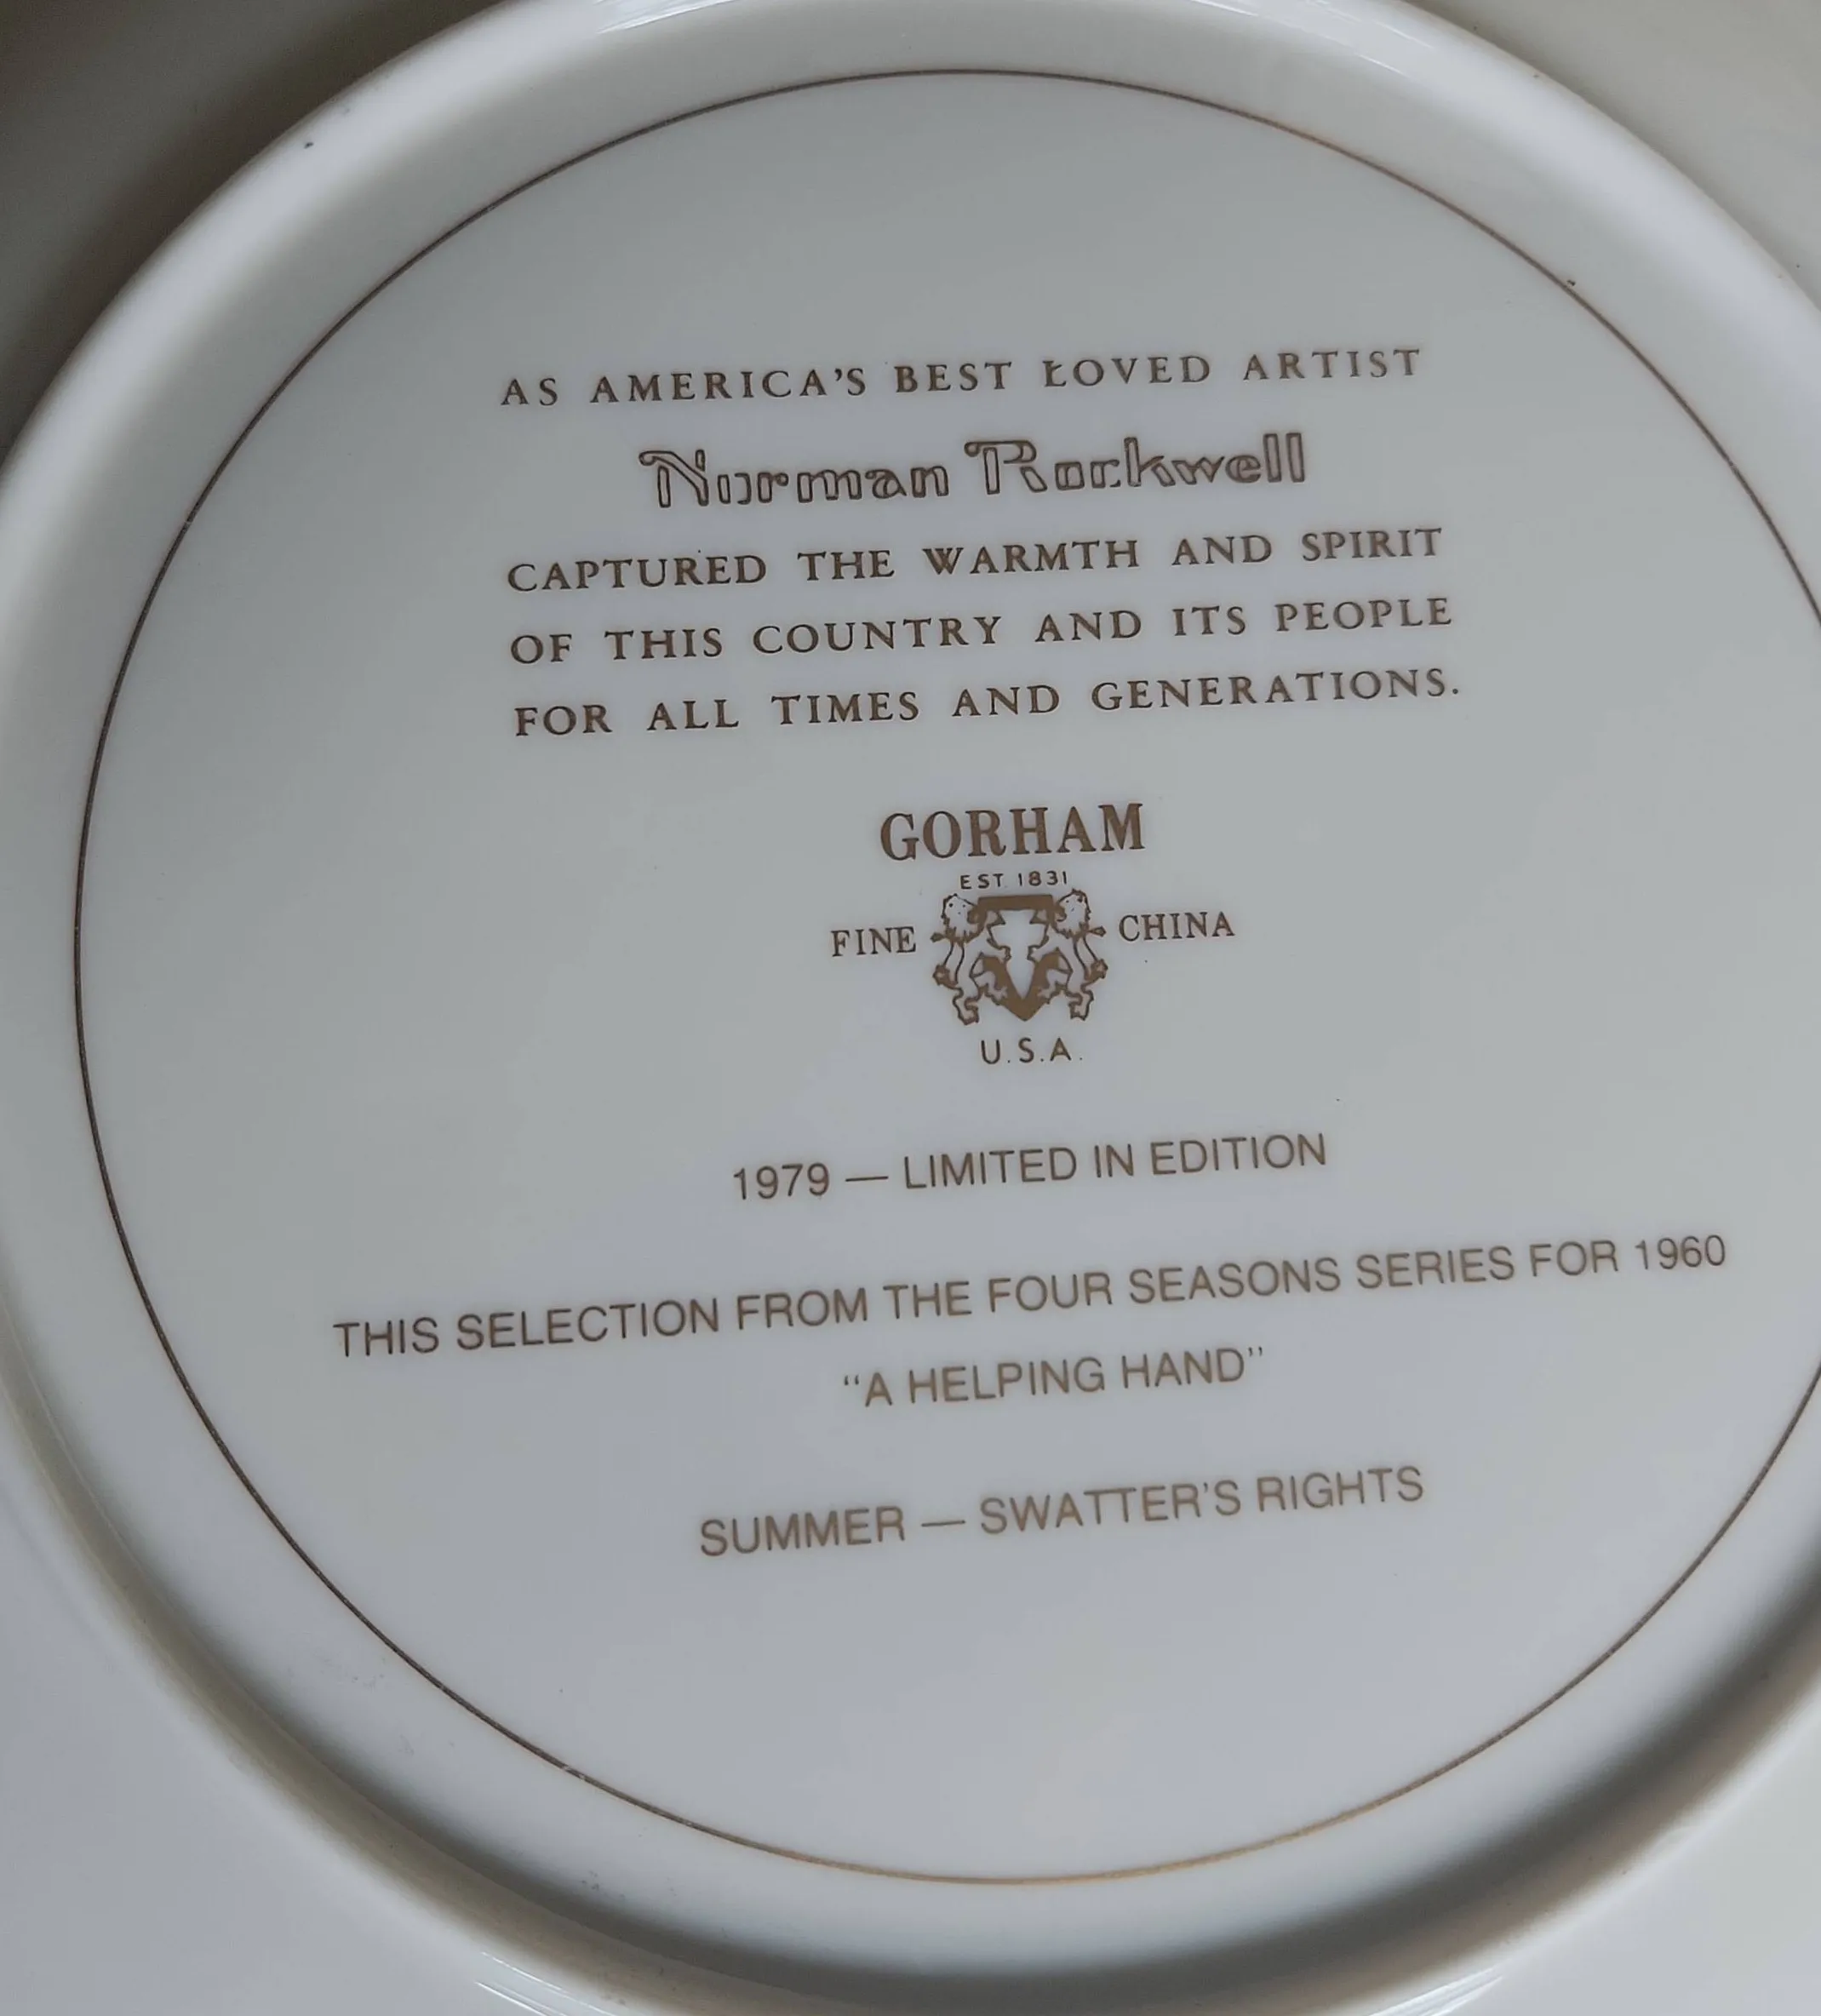 AS AMERICA'S BEST LOVED ARTIST
Norman Rockwell
CAPTURED THE WARMTH AND SPIRIT
OF THIS COUNTRY AND ITS PEOPLE
FOR ALL TIMES AND GENERATIONS.
GORHAM
EST. 1831
FINE CHINA
U.S.A.
1979 — LIMITED IN EDITION
THIS SELECTION FROM THE FOUR SEASONS SERIES FOR 1960
“A HELPING HAND”
SUMMER — SWATTER'S RIGHTS